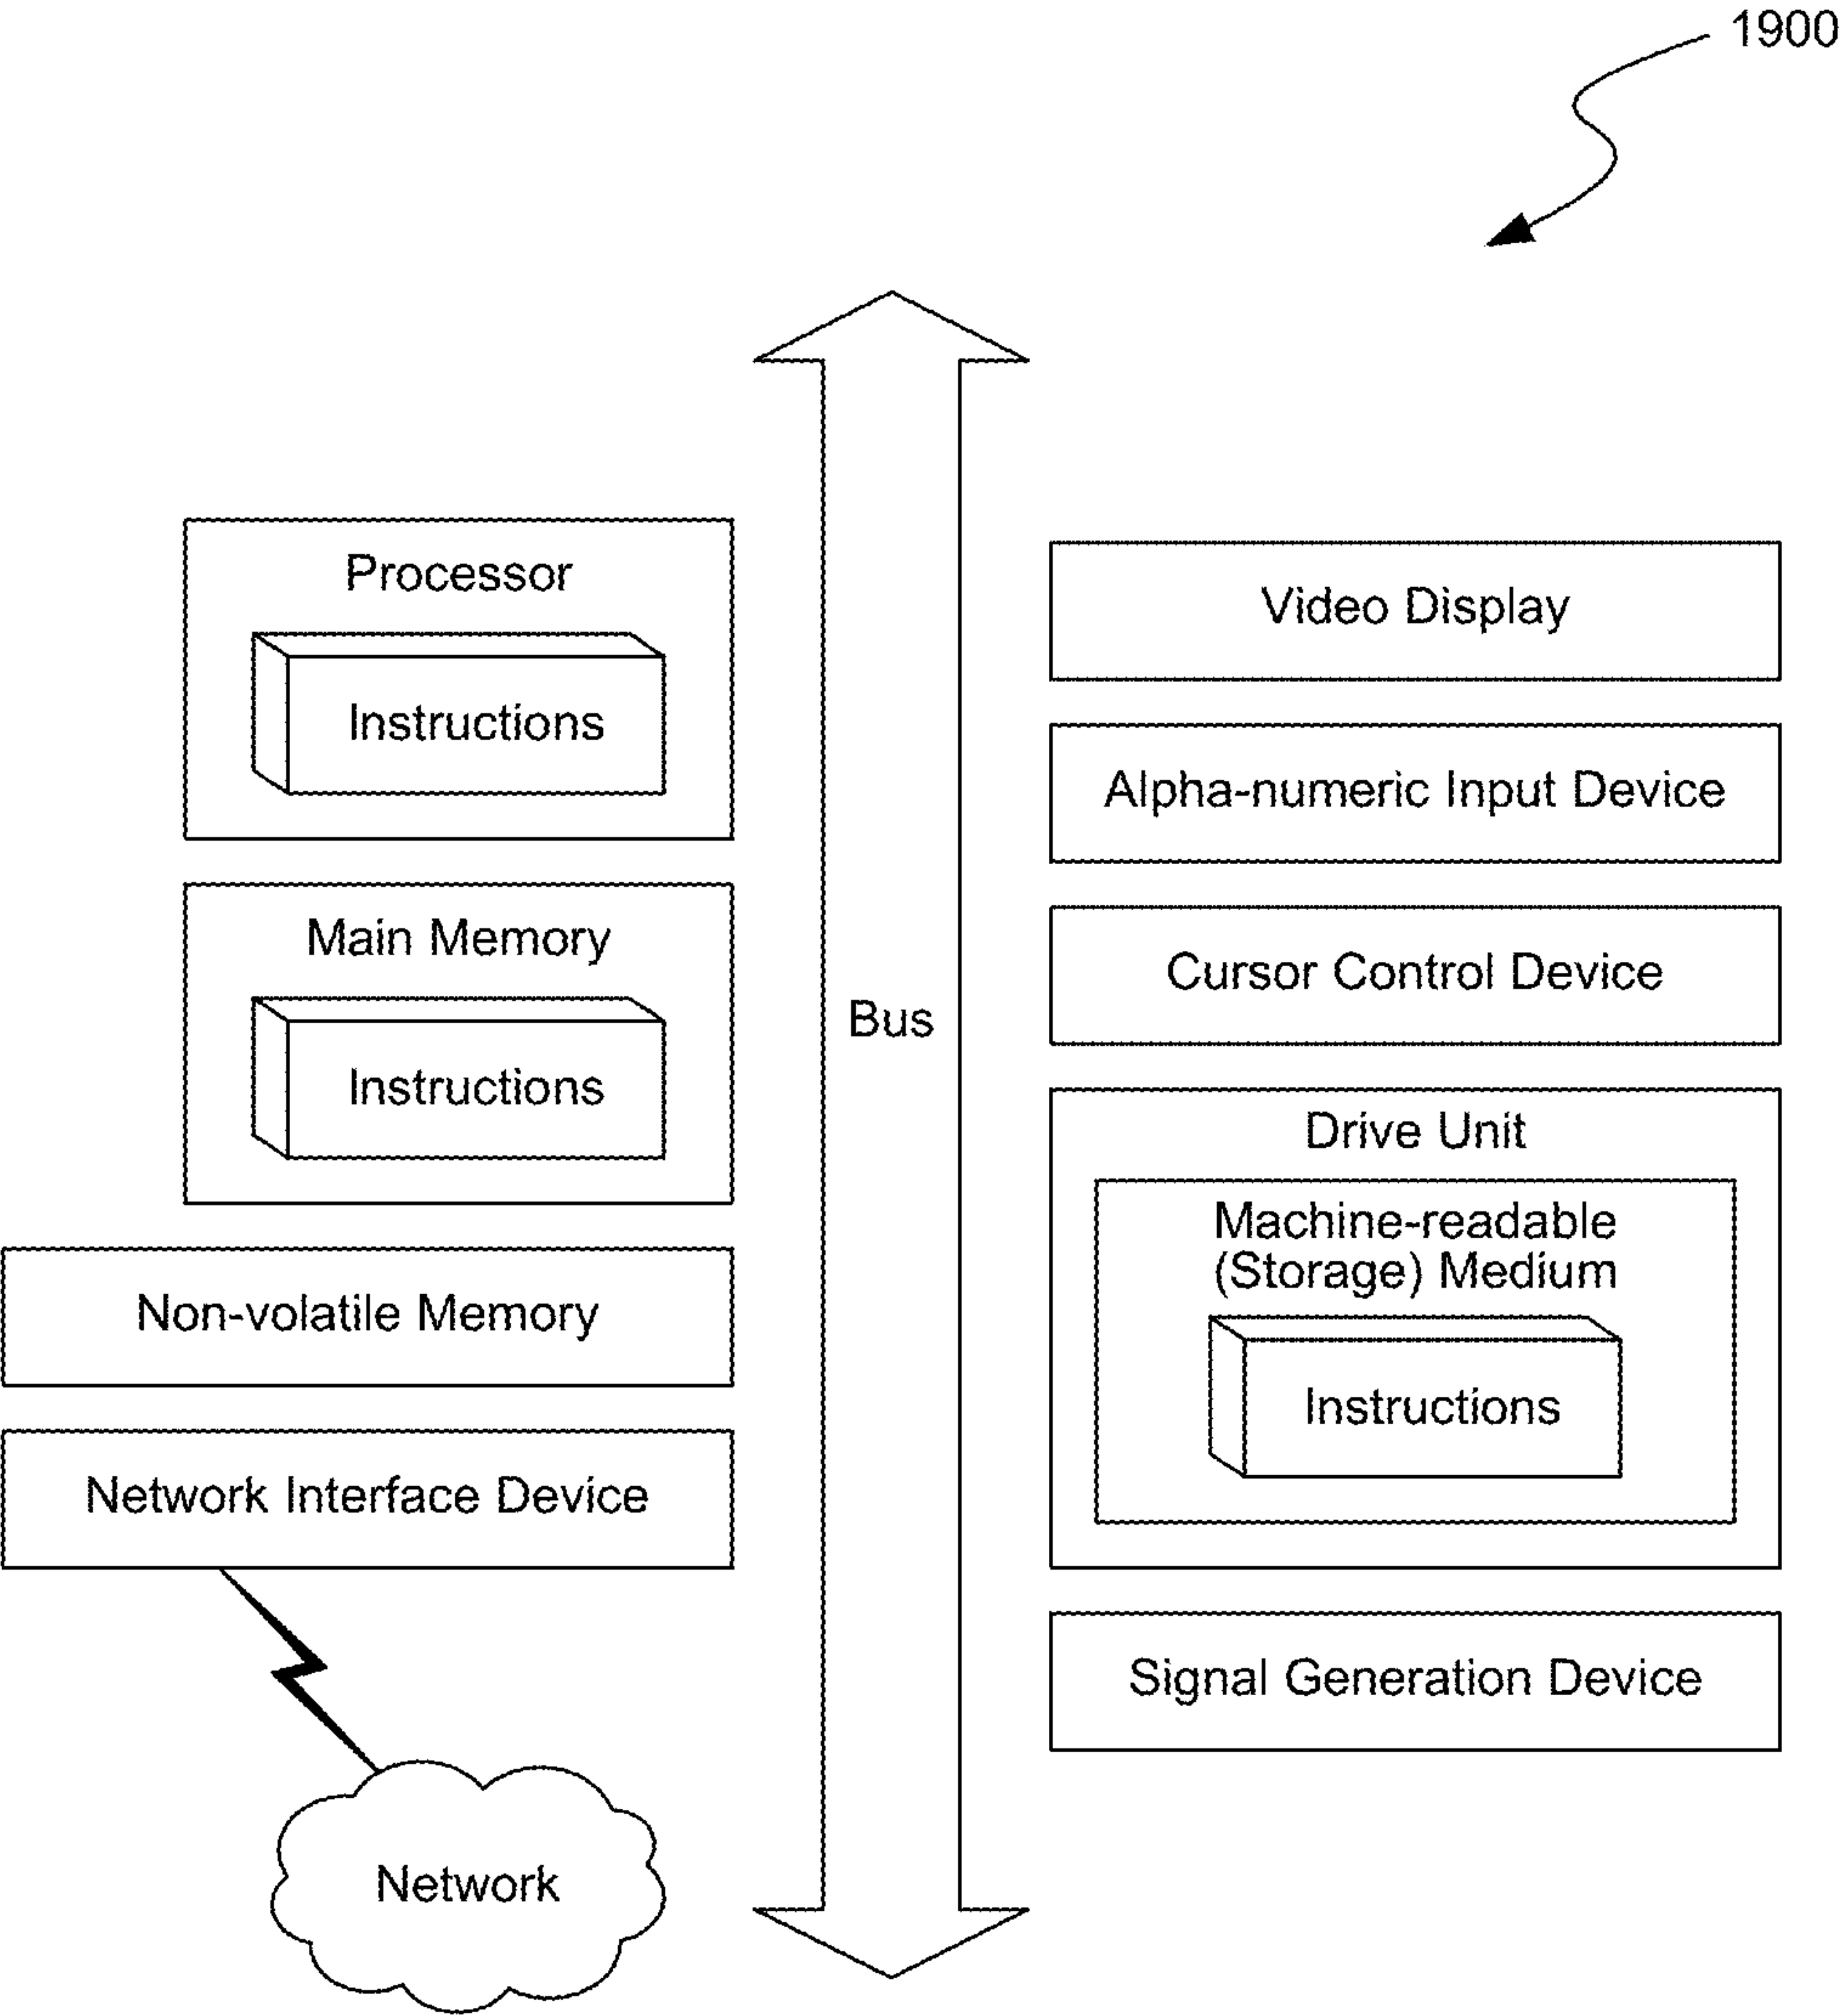 1900
Processor
Instructions
Main Memory
Instructions
Non-volatile Memory
Network Interface Device
Network
Bus
Video Display
Alpha-numeric Input Device
Cursor Control Device
Drive Unit
Machine-readable
(Storage) Medium
Instructions
Signal Generation Device